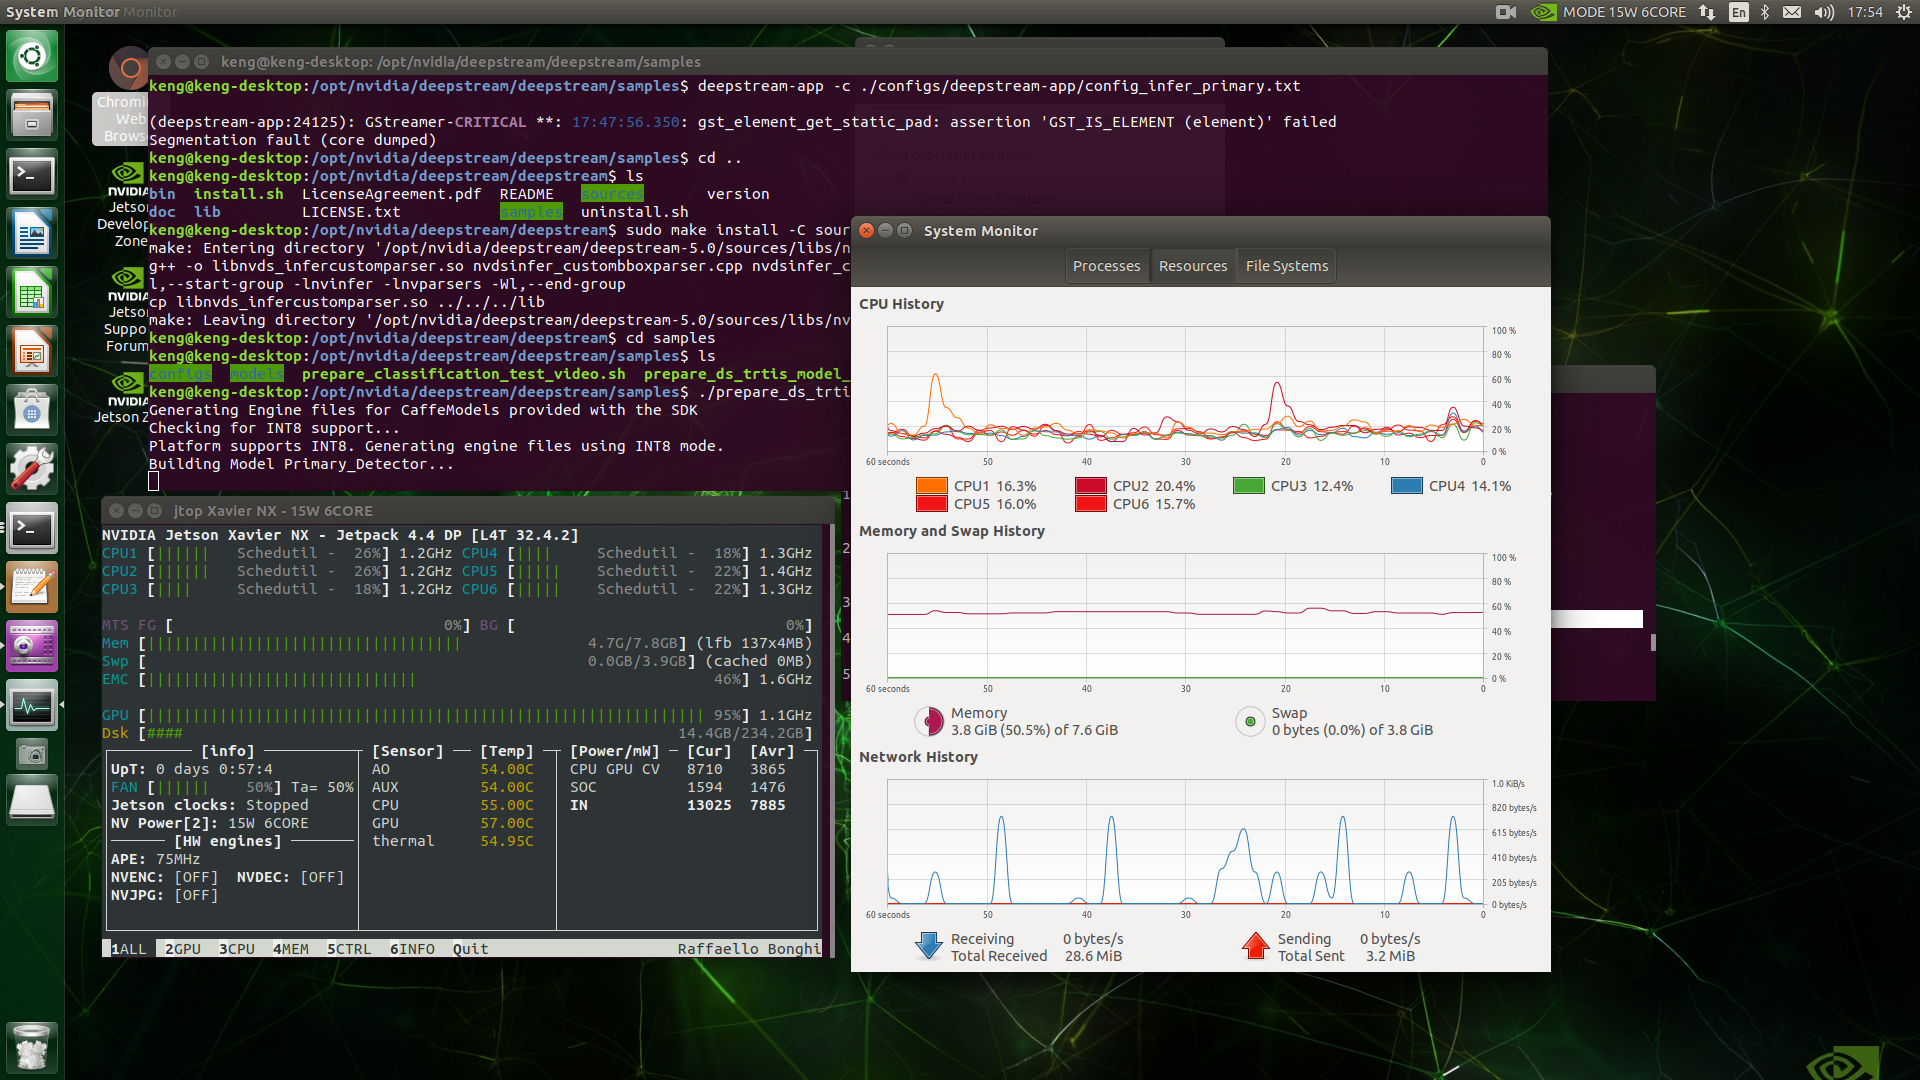 System Monitor
MODE 15W 6CORE
En
17:54
Chromi
Web
Brows
NVIDIA
Jetso
Develop
Zone
NVIDIA
Jetso
Suppo
Forum
NVIDIA
Jetson Z
keng@keng-desktop: /opt/nvidia/deepstream/deepstream/samples
keng@keng-desktop:/opt/nvidia/deepstream/deepstream/samples$ deepstream-app -c ./configs/deepstream-app/config_infer_primary.txt
(deepstream-app:24125): GStreamer-CRITICAL **: 17:47:56.350: gst_element_get_static_pad: assertion 'GST_IS_ELEMENT (element)' failed
Segmentation fault (core dumped)
keng@keng-desktop:/opt/nvidia/deepstream/deepstream/samples$ cd ..
keng@keng-desktop:/opt/nvidia/deepstream/deepstream$ ls
bin install.sh LicenseAgreement.pdf README sources version
doc lib LICENSE.txt samples uninstall.sh
keng@keng-desktop:/opt/nvidia/deepstream/deepstream$ sudo make install -C sour
make: Entering directory '/opt/nvidia/deepstream/deepstream-5.0/sources/libs/n
g++ -o libnvds_infercustomparser.so nvdsinfer_custombboxparser.cpp nvdsinfer_c
l,--start-group -lnvinfer -lnvparsers -Wl,--end-group
cp libnvds_infercustomparser.so ../../../lib
make: Leaving directory '/opt/nvidia/deepstream/deepstream-5.0/sources/libs/nv
keng@keng-desktop:/opt/nvidia/deepstream/deepstream$ cd samples
keng@keng-desktop:/opt/nvidia/deepstream/deepstream/samples$ ls
configs models prepare_classification_test_video.sh prepare_ds_trtis_model_
keng@keng-desktop:/opt/nvidia/deepstream/deepstream/samples$ ./prepare_ds_trti
Generating Engine files for CaffeModels provided with the SDK
Checking for INT8 support...
Platform supports INT8. Generating engine files using INT8 mode.
Building Model Primary_Detector...
jtop Xavier NX - 15W 6CORE
NVIDIA Jetson Xavier NX - Jetpack 4.4 DP [L4T 32.4.2]
CPU1 [|||||| Schedutil - 26%] 1.2GHz CPU4 [|||| Schedutil - 18%] 1.3GHz
CPU2 [|||||| Schedutil - 26%] 1.2GHz CPU5 [||||| Schedutil - 22%] 1.4GHz
CPU3 [|||| Schedutil - 18%] 1.2GHz CPU6 [||||| Schedutil - 22%] 1.3GHz
MTS FG [ 0%] BG [ 0%]
Mem [ 4.7G/7.8GB] (lfb 137x4MB)
Swp [ 0.0GB/3.9GB] (cached 0MB)
EMC [ 46%] 1.6GHz
GPU [ 95%] 1.1GHz
Dsk [#### 14.4GB/234.2GB]
[info] [Sensor] [Temp] [Power/mW] [Cur] [Avr]
UpT: 0 days 0:57:4 AO 54.00C CPU GPU CV 8710 3865
FAN [|||||| 50%] Ta= 50% AUX 54.00C SOC 1594 1476
Jetson clocks: Stopped CPU 55.00C IN 13025 7885
NV Power[2]: 15W 6CORE GPU 57.00C
[HW engines] thermal 54.95C
APE: 75MHz
NVENC: [OFF] NVDEC: [OFF]
NVJPG: [OFF]
1ALL 2GPU 3CPU 4MEM 5CTRL 6INFO Quit Raffaello Bonghi
When capturing include:
Mouse cursor
System Monitor
Processes Resources File Systems
CPU History
100 %
80 %
60 %
40 %
20 %
0 %
60 seconds 50 40 30 20 10 0
CPU1 16.3% CPU2 20.4% CPU3 12.4% CPU4 14.1%
CPU5 16.0% CPU6 15.7%
Memory and Swap History
100 %
80 %
60 %
40 %
20 %
0 %
60 seconds 50 40 30 20 10 0
Memory
3.8 GiB (50.5%) of 7.6 GiB
Swap
0 bytes (0.0%) of 3.8 GiB
Network History
1.0 KiB/s
820 bytes/s
615 bytes/s
410 bytes/s
205 bytes/s
0 bytes/s
60 seconds 50 40 30 20 10 0
Receiving 0 bytes/s
Total Received 28.6 MiB
Sending 0 bytes/s
Total Sent 3.2 MiB